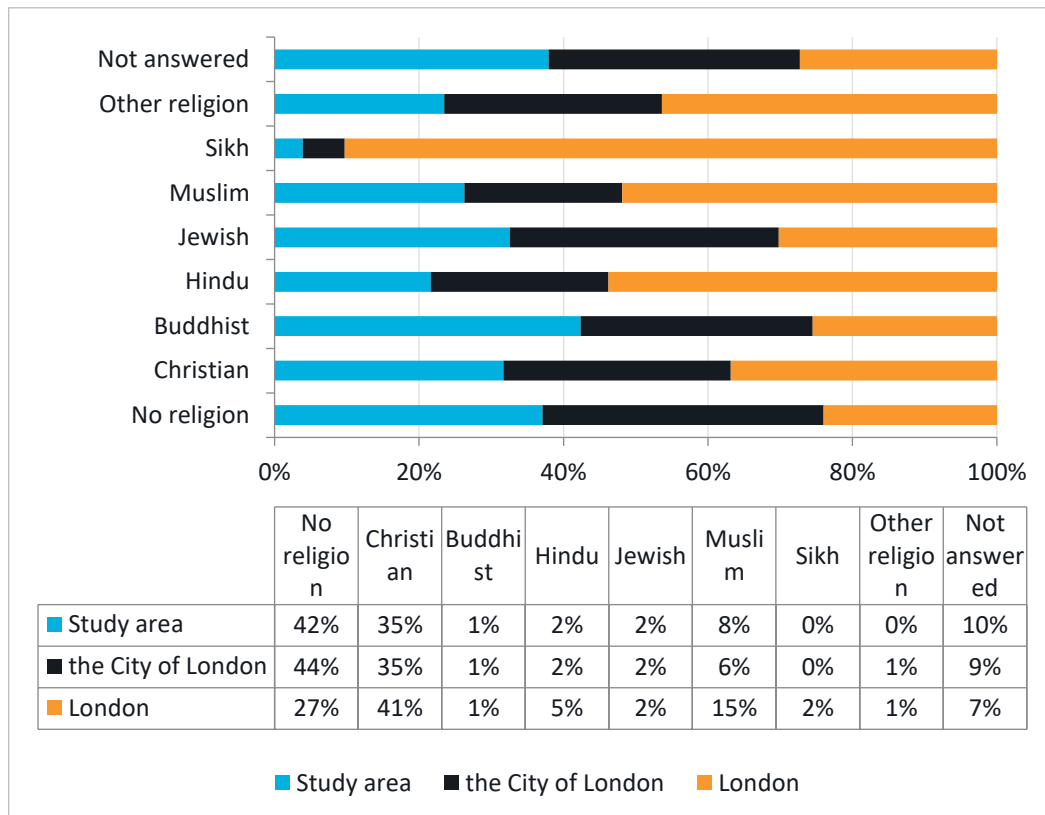 Not answered
Other religion
Sikh
Muslim
Jewish
Hindu
Buddhist
Christian
No religion
0% 20% 40% 60% 80% 100%
No
religio
n
Christi
an
Buddhi
st
Hindu
Jewish
Musli
m
Sikh
Other
religio
n
Not
answer
ed
Study area 42% 35% 1% 2% 2% 8% 0% 0% 10%
the City of London 44% 35% 1% 2% 2% 6% 0% 1% 9%
London 27% 41% 1% 5% 2% 15% 2% 1% 7%
Study area the City of London London